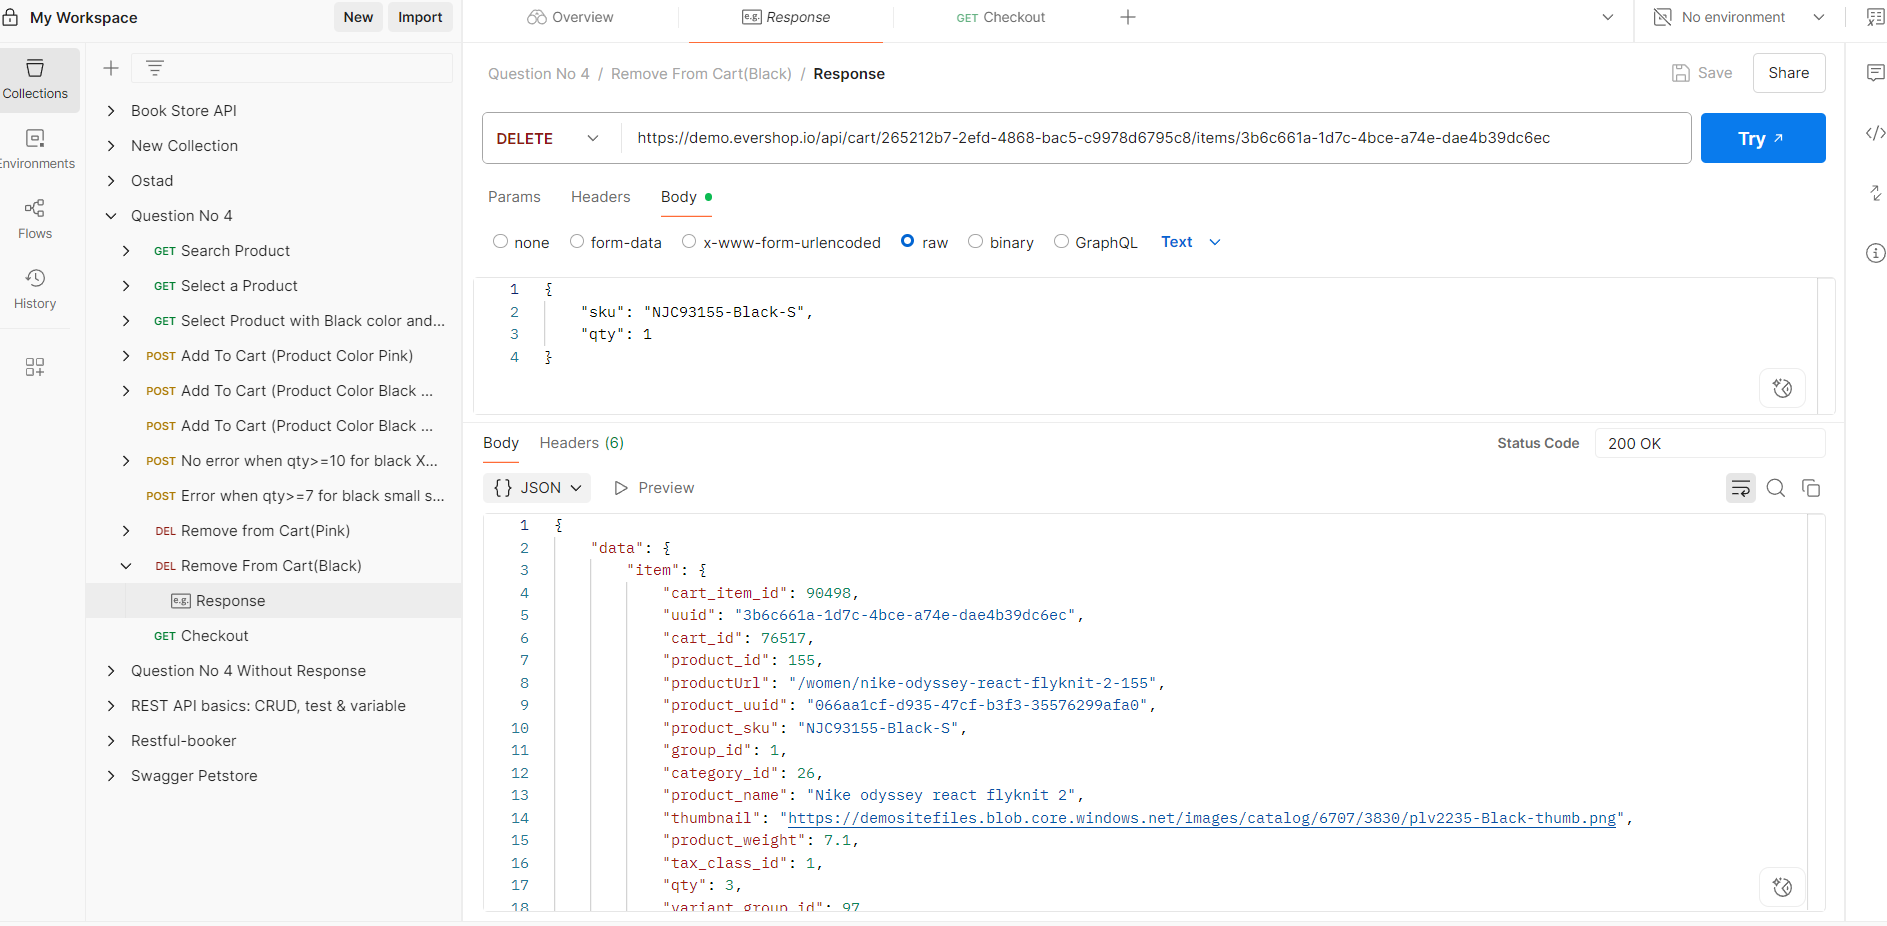 My Workspace
New
Import
Overview
e.g. Response
GET Checkout
No environment
Collections
Environments
Flows
History
Book Store API
New Collection
Ostad
Question No 4
GET Search Product
GET Select a Product
GET Select Product with Black color and...
POST Add To Cart (Product Color Pink)
POST Add To Cart (Product Color Black ...
POST Add To Cart (Product Color Black ...
POST No error when qty>=10 for black X...
POST Error when qty>=7 for black small s...
DEL Remove from Cart(Pink)
DEL Remove From Cart(Black)
e.g. Response
GET Checkout
Question No 4 Without Response
REST API basics: CRUD, test & variable
Restful-booker
Swagger Petstore
Question No 4 / Remove From Cart(Black) / Response
Save
Share
DELETE
https://demo.evershop.io/api/cart/265212b7-2efd-4868-bac5-c9978d6795c8/items/3b6c661a-1d7c-4bce-a74e-dae4b39dc6ec
Try
Params Headers Body
none form-data x-www-form-urlencoded raw binary GraphQL Text
1 {
2 "sku": "NJC93155-Black-S",
3 "qty": 1
4 }
Body Headers (6)
Status Code 200 OK
{} JSON Preview
1 {
2 "data": {
3 "item": {
4 "cart_item_id": 90498,
5 "uuid": "3b6c661a-1d7c-4bce-a74e-dae4b39dc6ec",
6 "cart_id": 76517,
7 "product_id": 155,
8 "productUrl": "/women/nike-odyssey-react-flyknit-2-155",
9 "product_uuid": "066aa1cf-d935-47cf-b3f3-35576299afa0",
10 "product_sku": "NJC93155-Black-S",
11 "group_id": 1,
12 "category_id": 26,
13 "product_name": "Nike odyssey react flyknit 2",
14 "thumbnail": "https://demositefiles.blob.core.windows.net/images/catalog/6707/3830/plv2235-Black-thumb.png",
15 "product_weight": 7.1,
16 "tax_class_id": 1,
17 "qty": 3,
18 "variant_group_id": 97